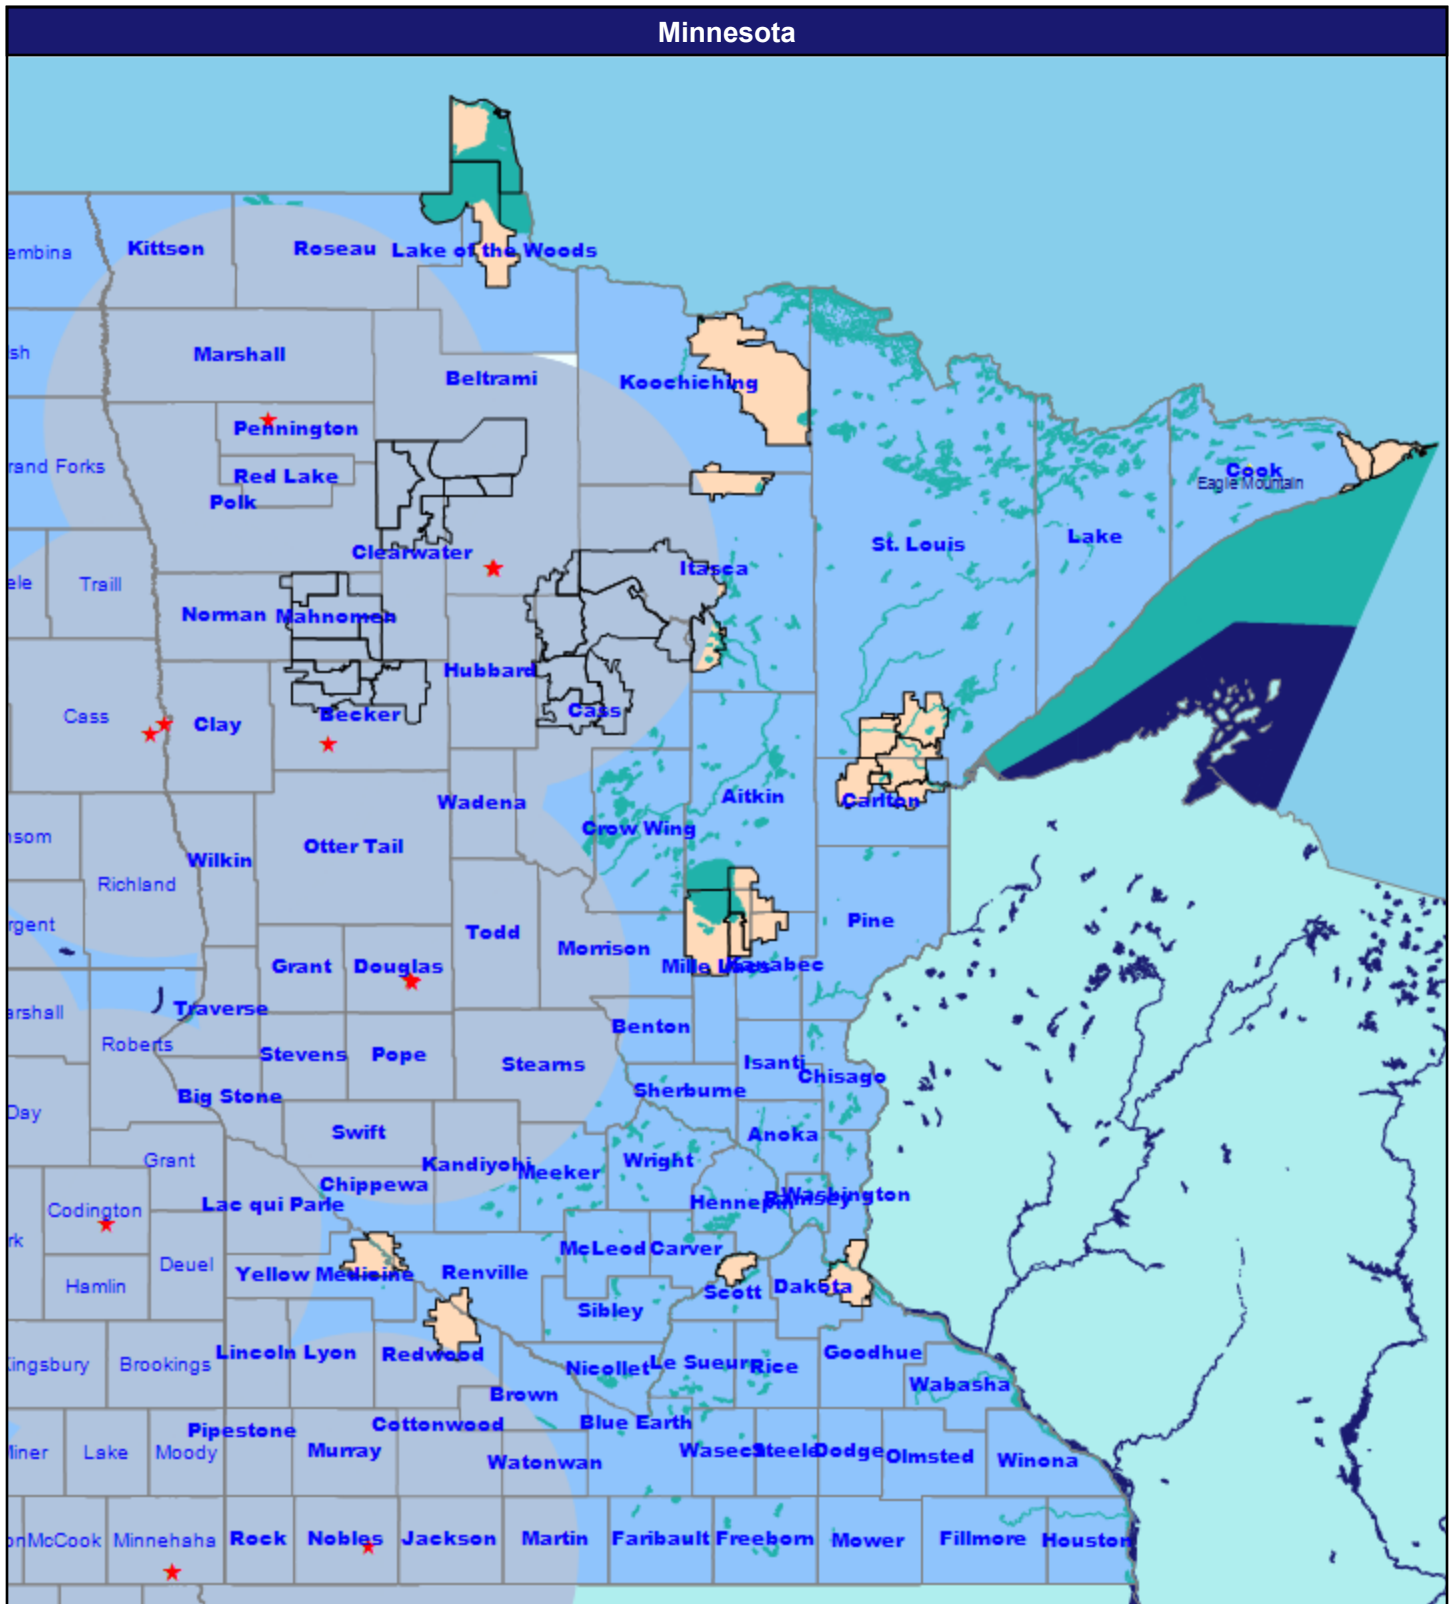 Minnesota
embina
Kittson
Roseau
Lake of the Woods
sh
Marshall
Beltrami
Koochiching
Pennington
rand Forks
Red Lake
Polk
Cook
Eagle Mountain
Clearwater
St. Louis
Lake
Itasca
ele
Traill
Norman
Mahnomen
Hubbard
Cass
Clay
Becker
Cass
Wadena
Aitkin
Carlton
Crow Wing
nsom
Wilkin
Otter Tail
Richland
rgent
Todd
Morrison
Pine
Grant
Douglas
Mille Lacs
Kanabec
arshall
Traverse
Roberts
Benton
Stevens
Pope
Stearns
Isanti
Chisago
Big Stone
Sherburne
Day
Swift
Anoka
Grant
Kandiyohi
Meeker
Wright
Chippewa
Codington
Lac qui Parle
Hennepin
Ramsey
Washington
rk
McLeod
Carver
Deuel
Yellow Medicine
Renville
Hamlin
Scott
Dakota
Sibley
Kingsbury
Brookings
Lincoln
Lyon
Redwood
Nicollet
Le Sueur
Rice
Goodhue
Brown
Wabasha
Pipestone
Cottonwood
Blue Earth
Miner
Lake
Moody
Murray
Watonwan
Waseca
Steele
Dodge
Olmsted
Winona
on
McCook
Minnehaha
Rock
Nobles
Jackson
Martin
Faribault
Freeborn
Mower
Fillmore
Houston